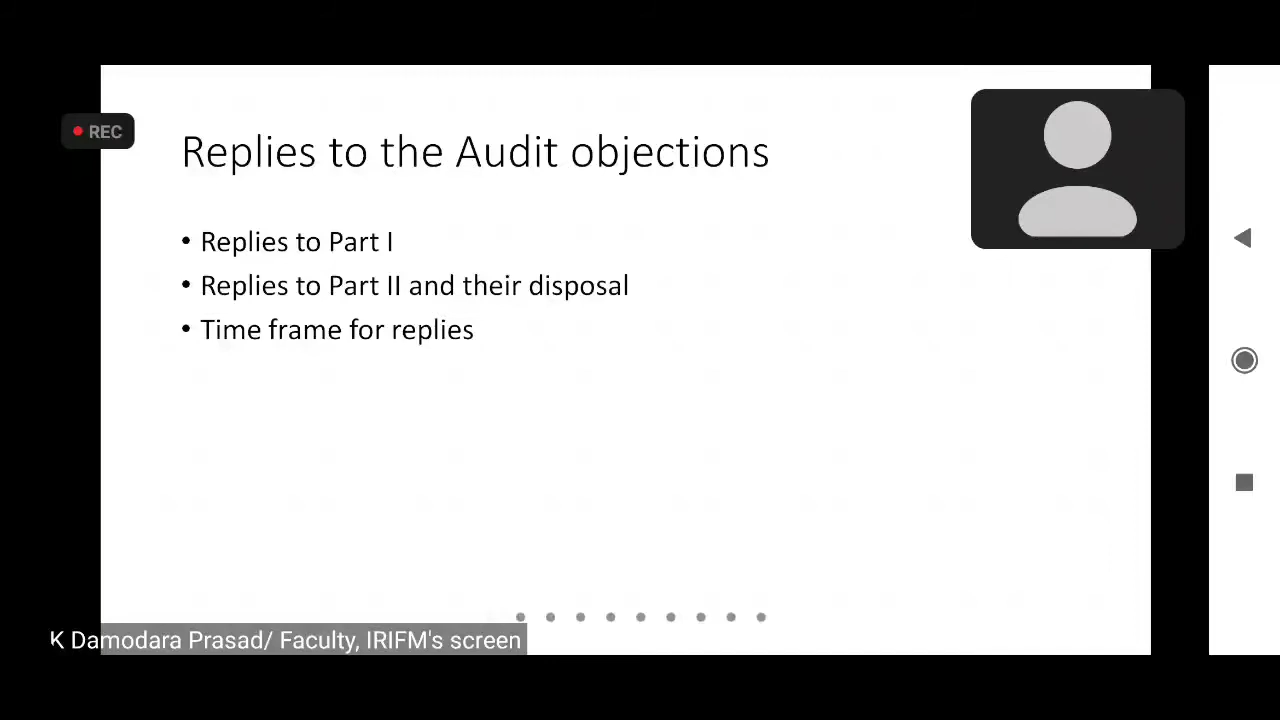 REC
Replies to the Audit objections
• Replies to Part I
• Replies to Part II and their disposal
• Time frame for replies
K Damodara Prasad/ Faculty, IRIFM's screen